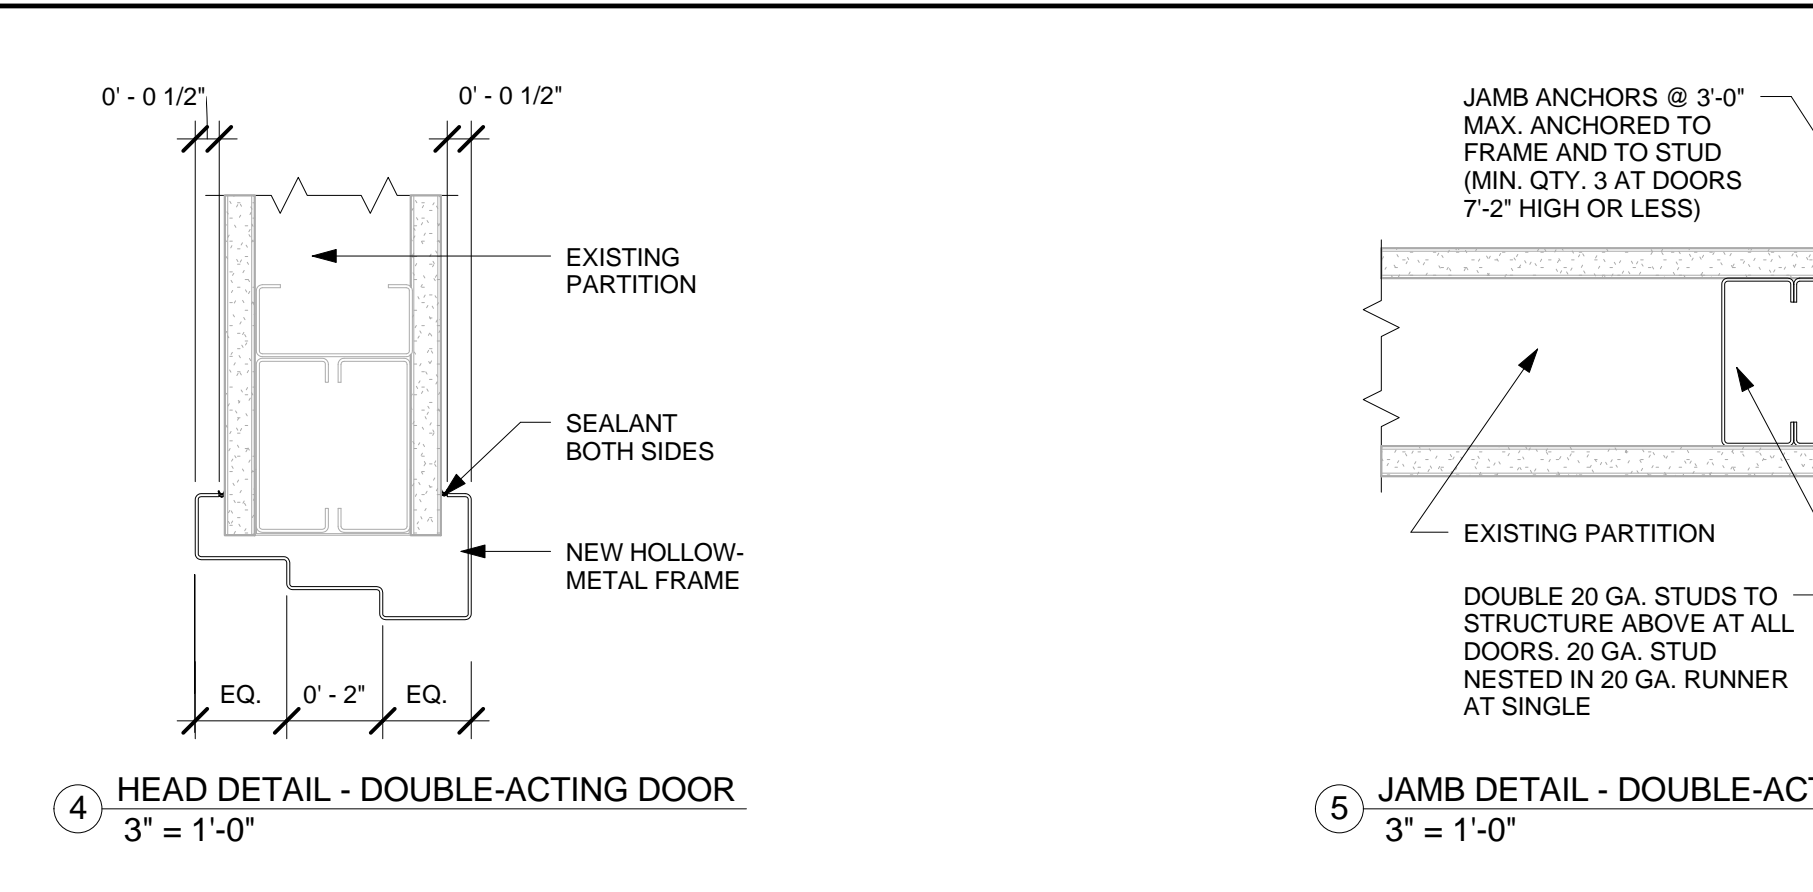 0' - 0 1/2"
0' - 0 1/2"
EXISTING
PARTITION
SEALANT
BOTH SIDES
NEW HOLLOW-
METAL FRAME
EQ.
0' - 2"
EQ.
4
HEAD DETAIL - DOUBLE-ACTING DOOR
3" = 1'-0"
JAMB ANCHORS @ 3'-0"
MAX. ANCHORED TO
FRAME AND TO STUD
(MIN. QTY. 3 AT DOORS
7'-2" HIGH OR LESS)
EXISTING PARTITION
DOUBLE 20 GA. STUDS TO
STRUCTURE ABOVE AT ALL
DOORS. 20 GA. STUD
NESTED IN 20 GA. RUNNER
AT SINGLE
5
JAMB DETAIL - DOUBLE-ACT
3" = 1'-0"